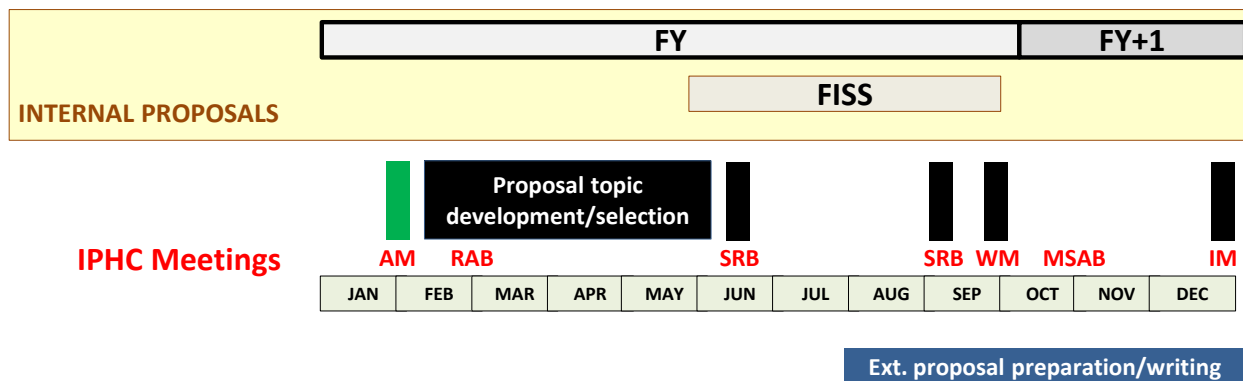 FY FY+1
FISS
INTERNAL PROPOSALS
Proposal topic
development/selection
IPHC Meetings AM RAB SRB SRB WM MSAB IM
JAN FEB MAR APR MAY JUN JUL AUG SEP OCT NOV DEC
Ext. proposal preparation/writing